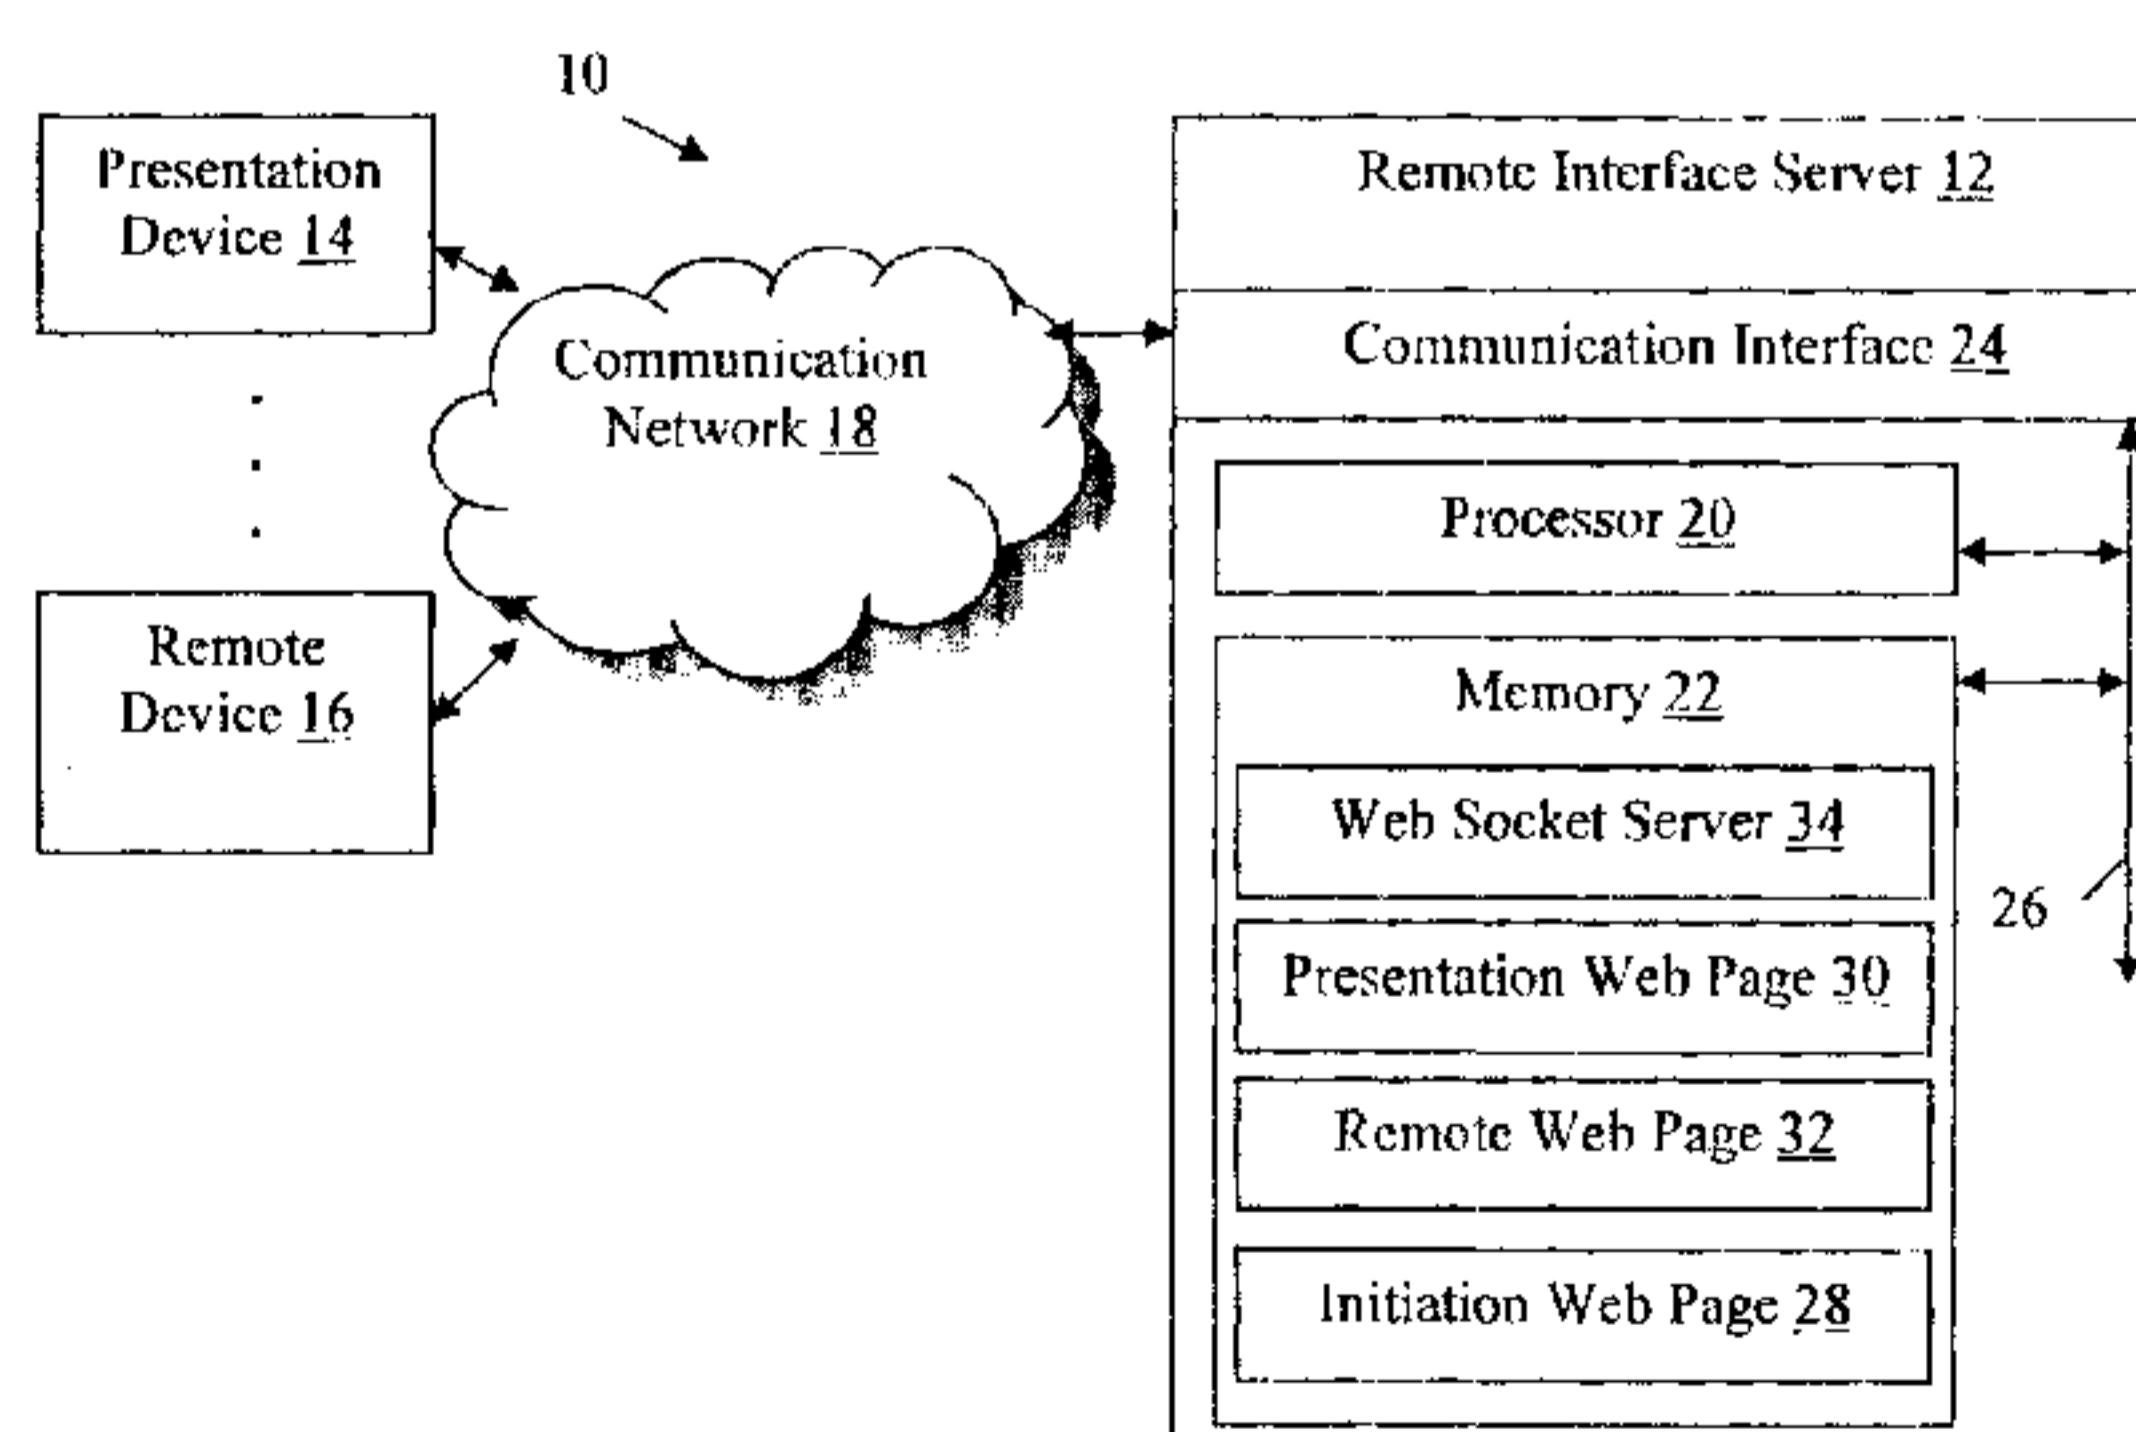 10
Presentation
Device 14
Remote Interface Server 12
Communication Interface 24
Communication
Network 18
Processor 20
Remote
Device 16
Memory 22
Web Socket Server 34
26
Presentation Web Page 30
Remote Web Page 32
Initiation Web Page 28